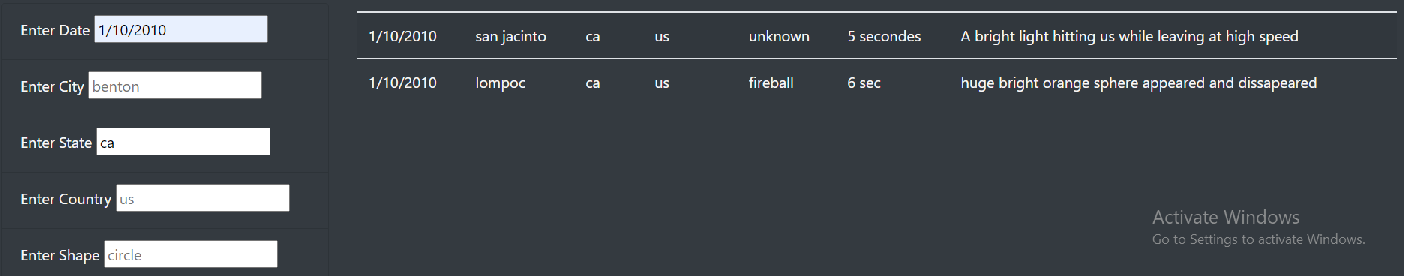 Enter Date 1/10/2010
Enter City benton
Enter State ca
Enter Country us
Enter Shape circle
1/10/2010 san jacinto ca us unknown 5 secondes A bright light hitting us while leaving at high speed
1/10/2010 lompoc ca us fireball 6 sec huge bright orange sphere appeared and dissapeared
Activate Windows
Go to Settings to activate Windows.